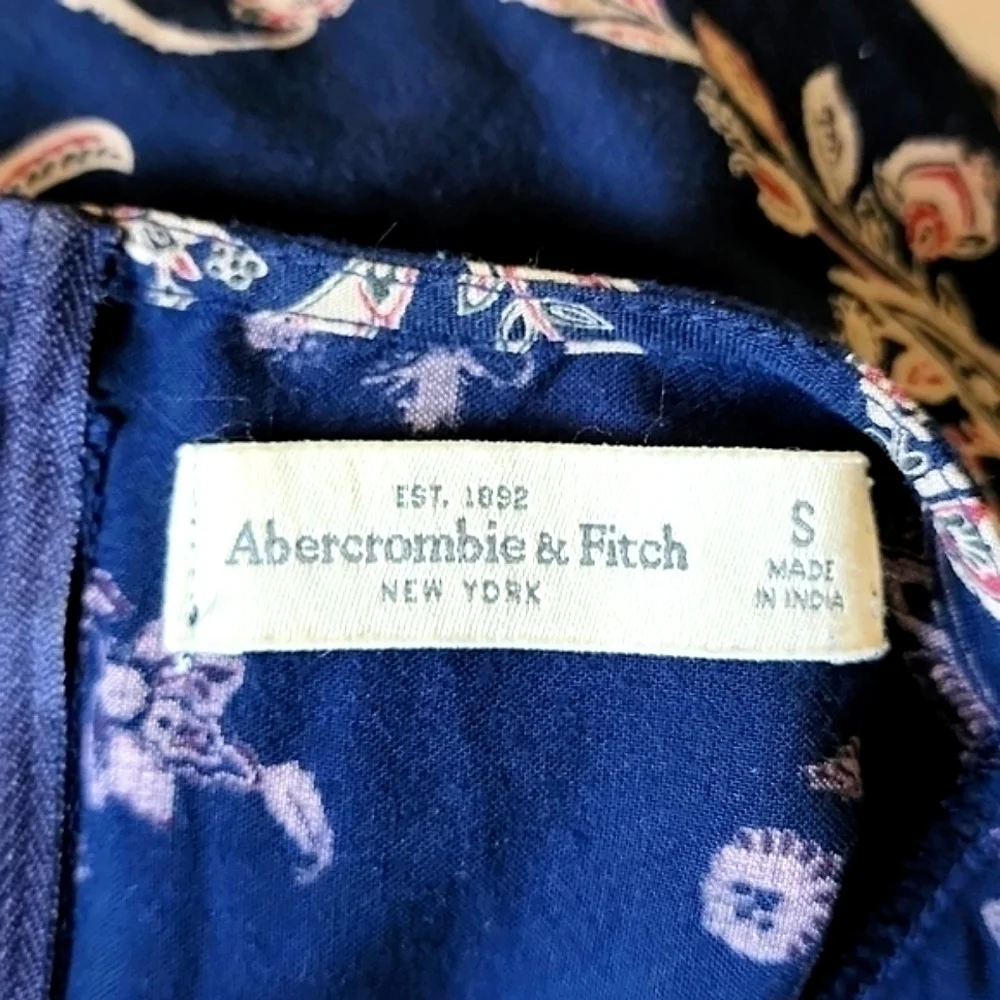 EST. 1892
Abercrombie & Fitch
NEW YORK
S
MADE
IN INDIA